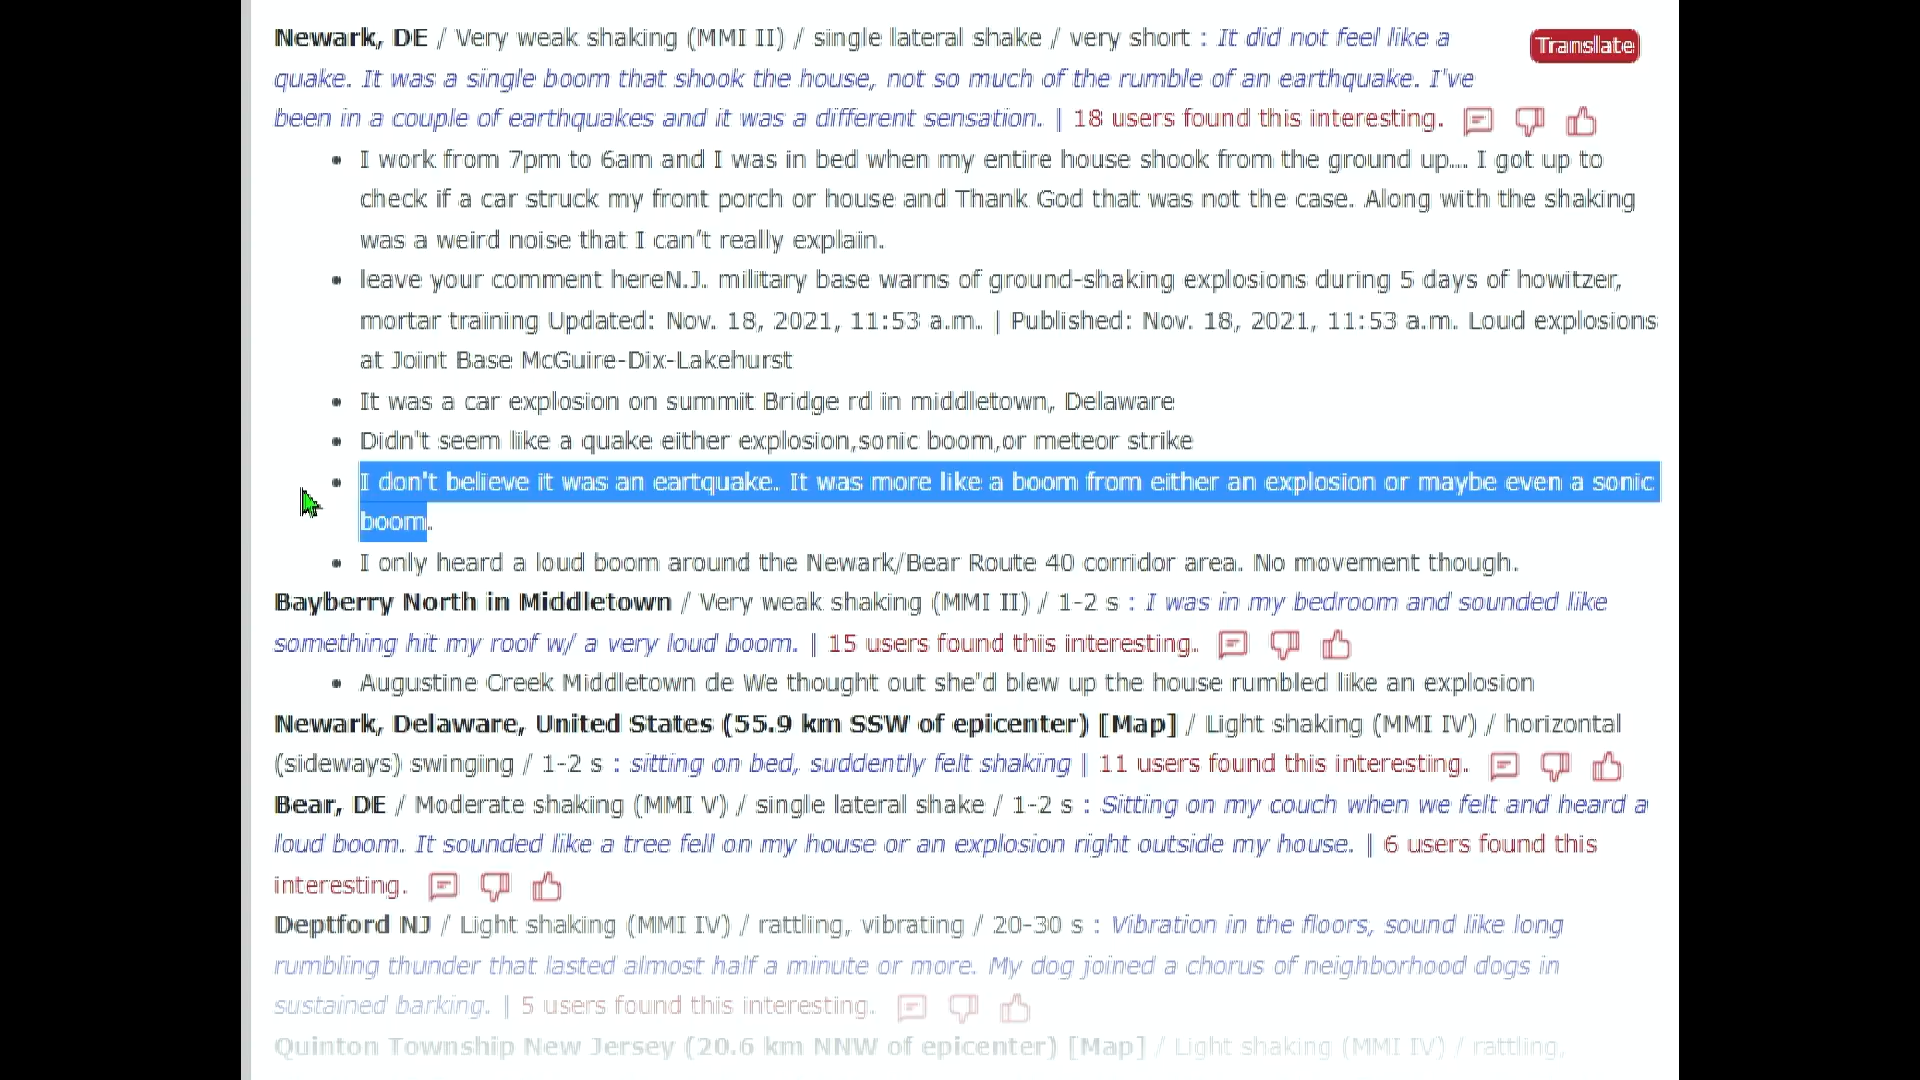 Newark, DE / Very weak shaking (MMI II) / single lateral shake / very short : It did not feel like a
Translate
quake. It was a single boom that shook the house, not so much of the rumble of an earthquake. I've
been in a couple of earthquakes and it was a different sensation. | 18 users found this interesting.
• I work from 7pm to 6am and I was in bed when my entire house shook from the ground up... I got up to
check if a car struck my front porch or house and Thank God that was not the case. Along with the shaking
was a weird noise that I can't really explain.
• leave your comment hereN.J. military base warns of ground-shaking explosions during 5 days of howitzer,
mortar training Updated: Nov. 18, 2021, 11:53 a.m. | Published: Nov. 18, 2021, 11:53 a.m. Loud explosions
at Joint Base McGuire-Dix-Lakehurst
• It was a car explosion on summit Bridge rd in middletown, Delaware
• Didn't seem like a quake either explosion,sonic boom,or meteor strike
• I don't believe it was an eartquake. It was more like a boom from either an explosion or maybe even a sonic
boom.
• I only heard a loud boom around the Newark/Bear Route 40 corridor area. No movement though.
Bayberry North in Middletown / Very weak shaking (MMI II) / 1-2 s : I was in my bedroom and sounded like
something hit my roof w/ a very loud boom. | 15 users found this interesting.
• Augustine Creek Middletown de We thought out she"d blew up the house rumbled like an explosion
Newark, Delaware, United States (55.9 km SSW of epicenter) [Map] / Light shaking (MMI IV) / horizontal
(sideways) swinging / 1-2 s : sitting on bed, suddently felt shaking | 11 users found this interesting.
Bear, DE / Moderate shaking (MMI V) / single lateral shake / 1-2 s : Sitting on my couch when we felt and heard a
loud boom. It sounded like a tree fell on my house or an explosion right outside my house. | 6 users found this
interesting.
Deptford NJ / Light shaking (MMI IV) / rattling, vibrating / 20-30 s : Vibration in the floors, sound like long
rumbling thunder that lasted almost half a minute or more. My dog joined a chorus of neighborhood dogs in
sustained barking. | 5 users found this interesting.
Quinton Township New Jersey (20.6 km NNW of epicenter) [Map] / Light shaking (MMI IV) / rattling,